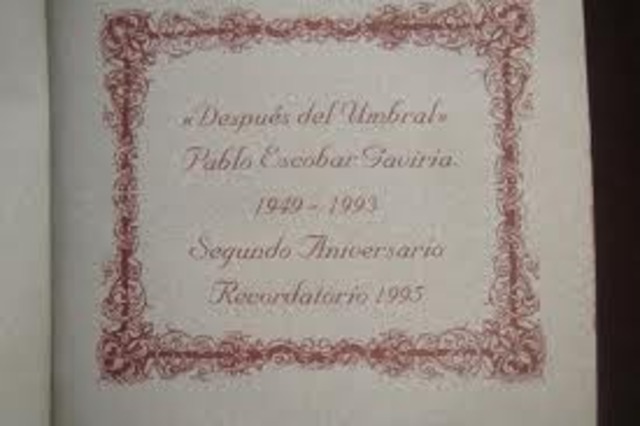 «Después del Umbral»
Pablo Escobar Gaviria
1949 - 1993
Segundo Aniversario
Recordatorio 1995